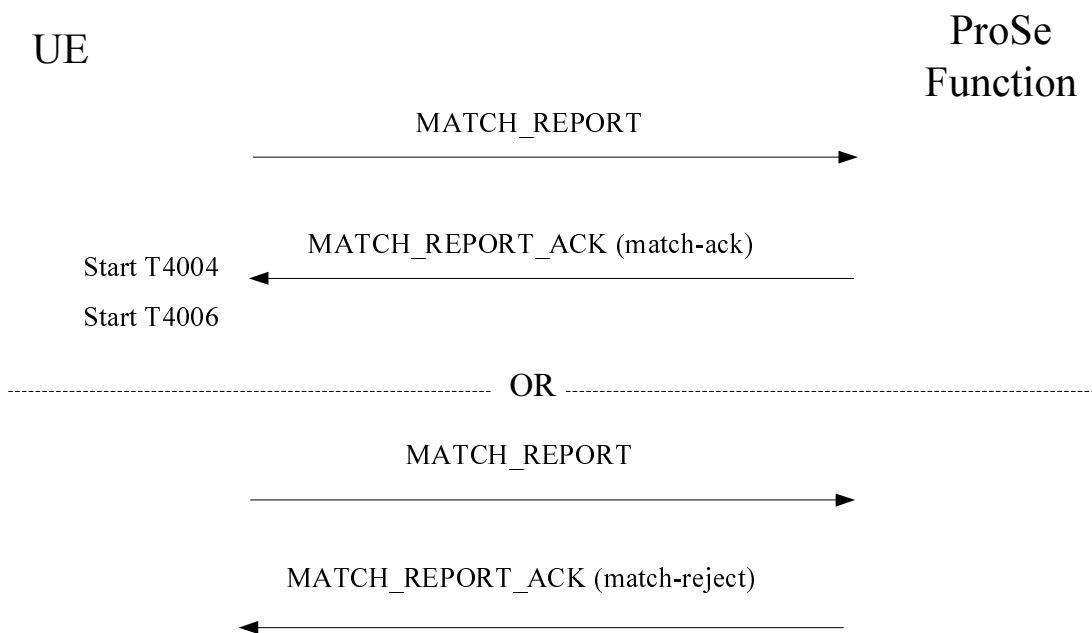 UE
ProSe
Function
MATCH_REPORT
MATCH_REPORT_ACK (match-ack)
Start T4004
Start T4006
OR
MATCH_REPORT
MATCH_REPORT_ACK (match-reject)